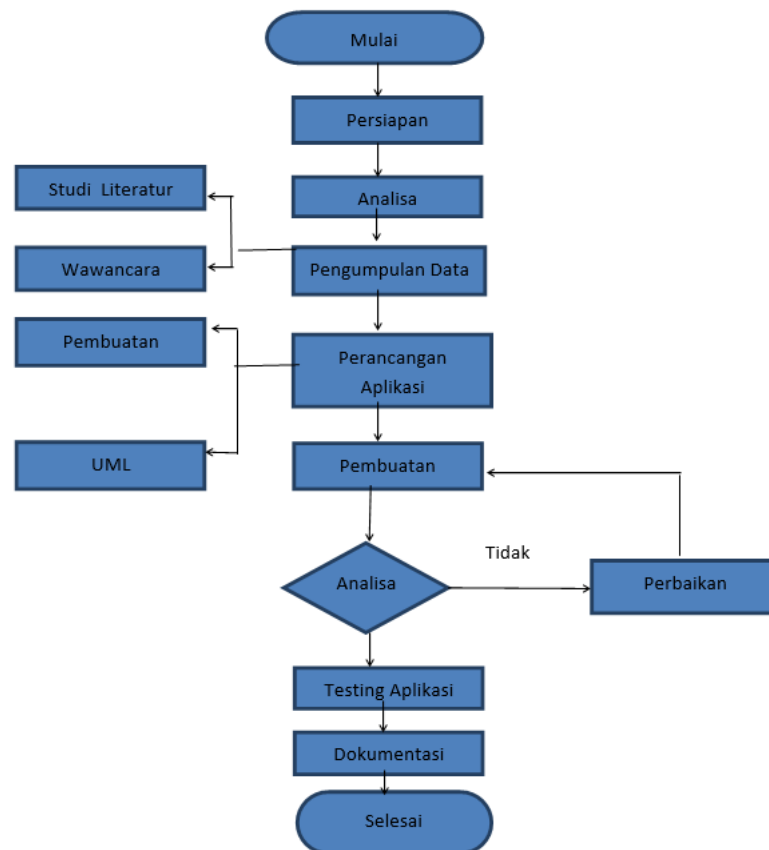 Mulai
Persiapan
Studi Literatur
Analisa
Wawancara
Pengumpulan Data
Pembuatan
Perancangan
Aplikasi
UML
Pembuatan
Tidak
Analisa
Perbaikan
Testing Aplikasi
Dokumentasi
Selesai